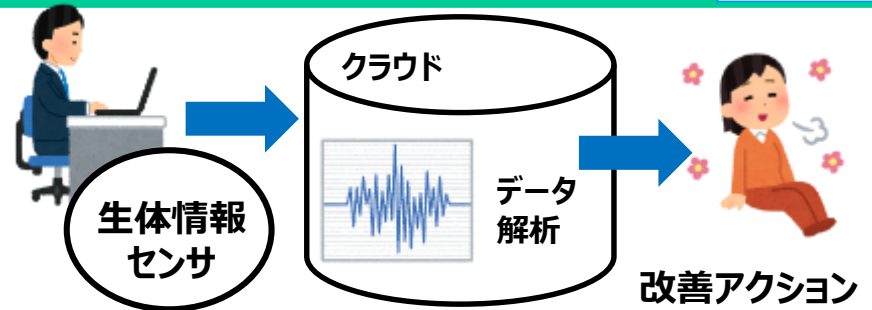 クラウド
生体情報
センサ
データ
解析
改善アクション